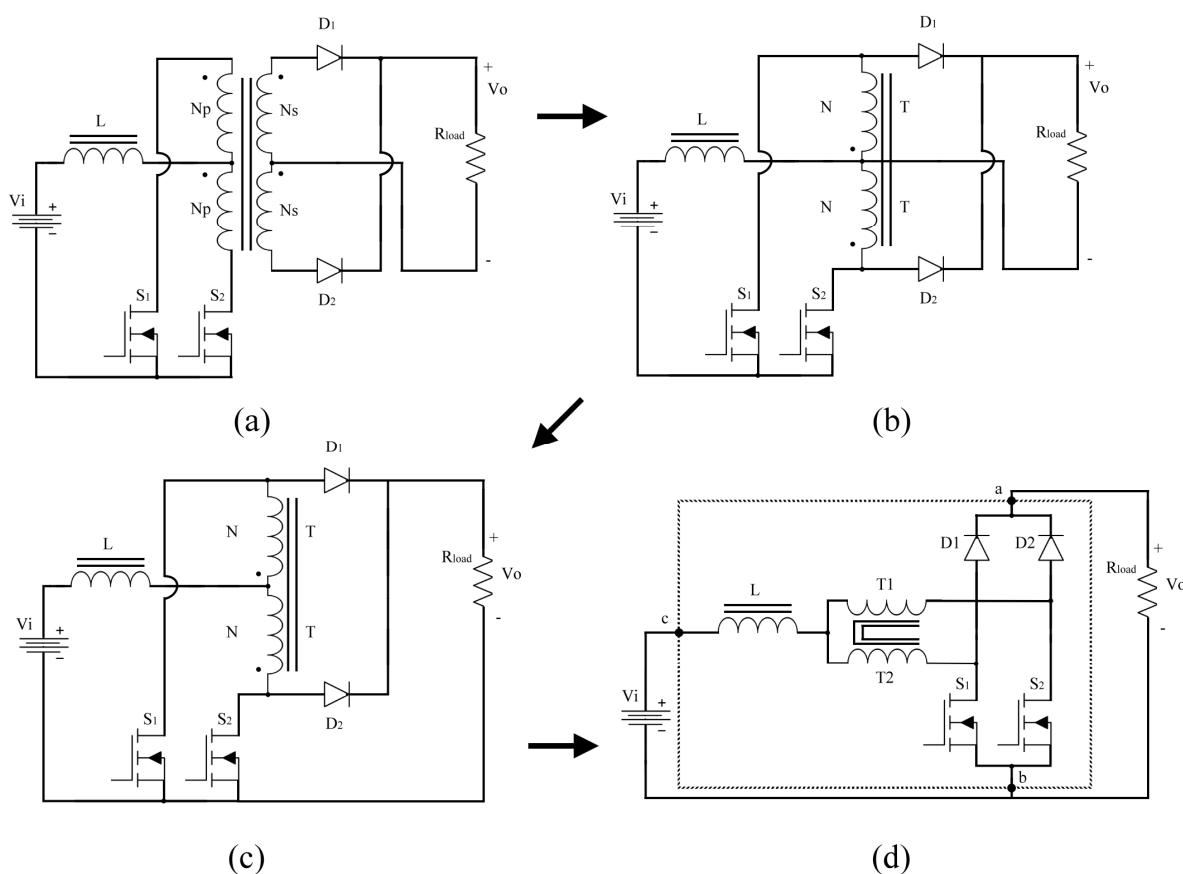 D1
Np Ns
L
+
Vo
Rload
Vi
+
-
Np Ns
-
S1 S2
D2
(a)
D1
+
Vo
N T
L
Rload
Vi
+
-
N T
-
S1 S2
D2
(b)
D1
N T
L
+
Vo
Rload
Vi
+
-
N T
-
S1 S2
D2
(c)
a
D1 D2
+
Vo
Rload
-
L
T1
c
T2
S1 S2
Vi
+
-
b
(d)